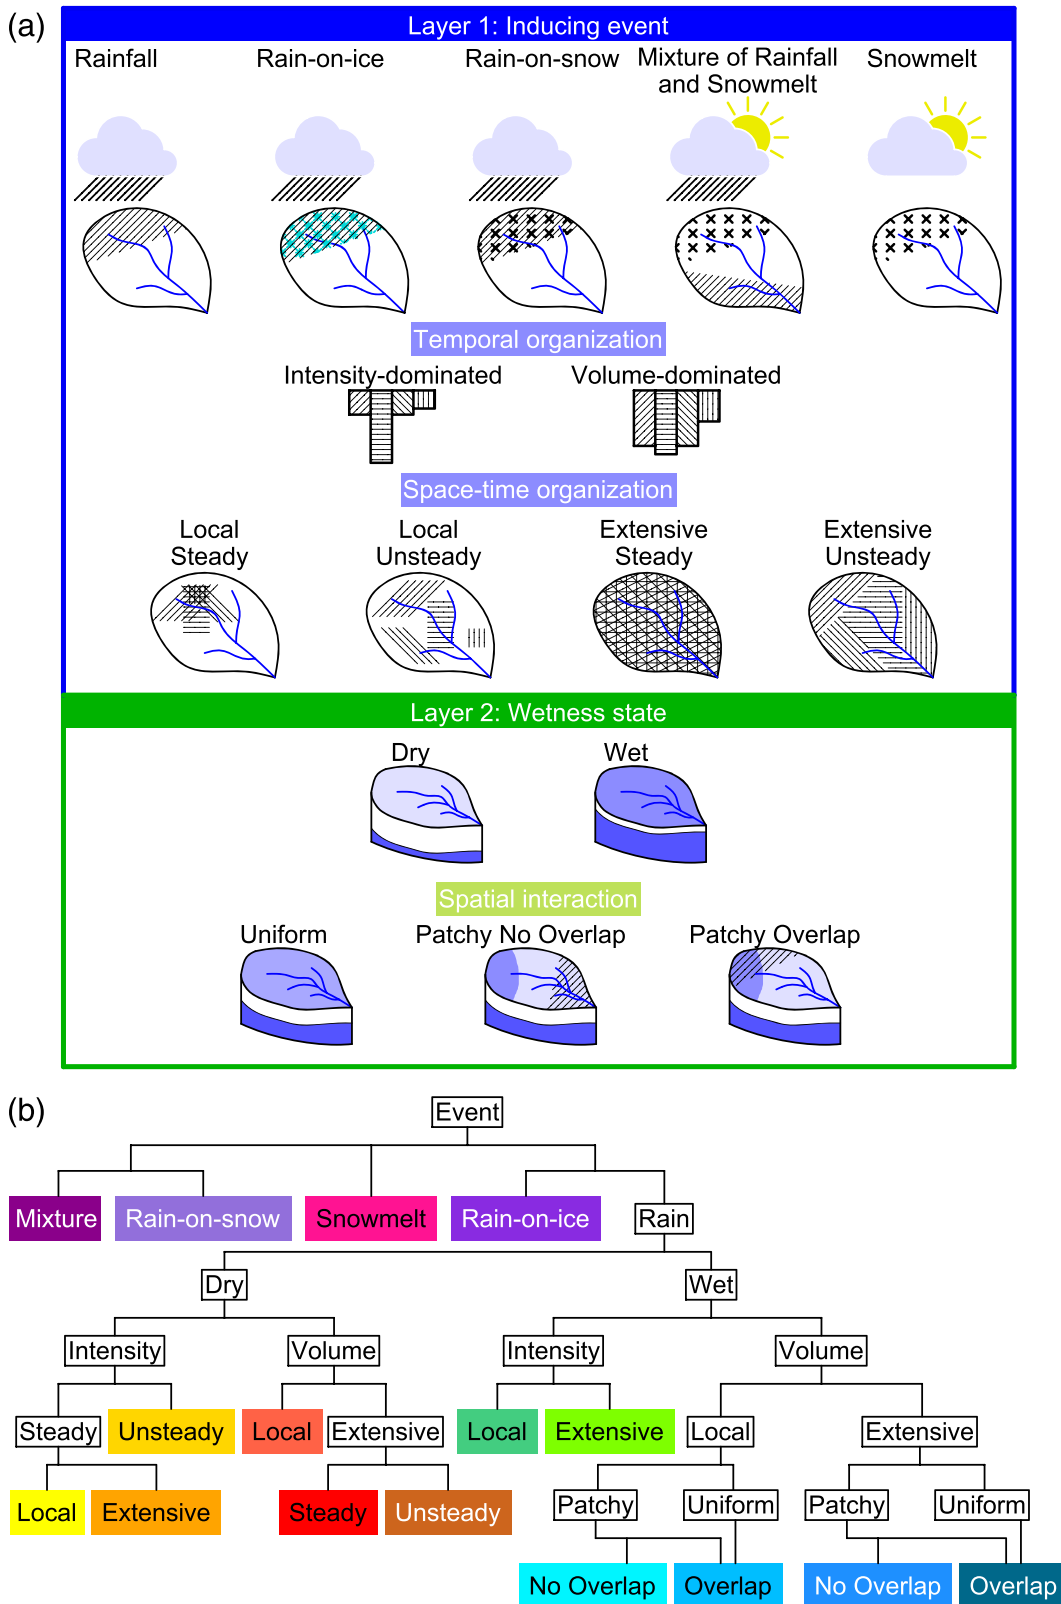 (a)
Layer 1: Inducing event
Rainfall
Rain-on-ice
Rain-on-snow
Mixture of Rainfall
and Snowmelt
Snowmelt
Temporal organization
Intensity-dominated
Volume-dominated
Space-time organization
Local
Steady
Local
Unsteady
Extensive
Steady
Extensive
Unsteady
Layer 2: Wetness state
Dry
Wet
Spatial interaction
Uniform
Patchy No Overlap
Patchy Overlap
(b)
Event
Mixture
Rain-on-snow
Snowmelt
Rain-on-ice
Rain
Dry
Wet
Intensity
Volume
Intensity
Volume
Steady
Unsteady
Local
Extensive
Local
Extensive
Local
Extensive
Local
Extensive
Steady
Unsteady
Patchy
Uniform
Patchy
Uniform
No Overlap
Overlap
No Overlap
Overlap